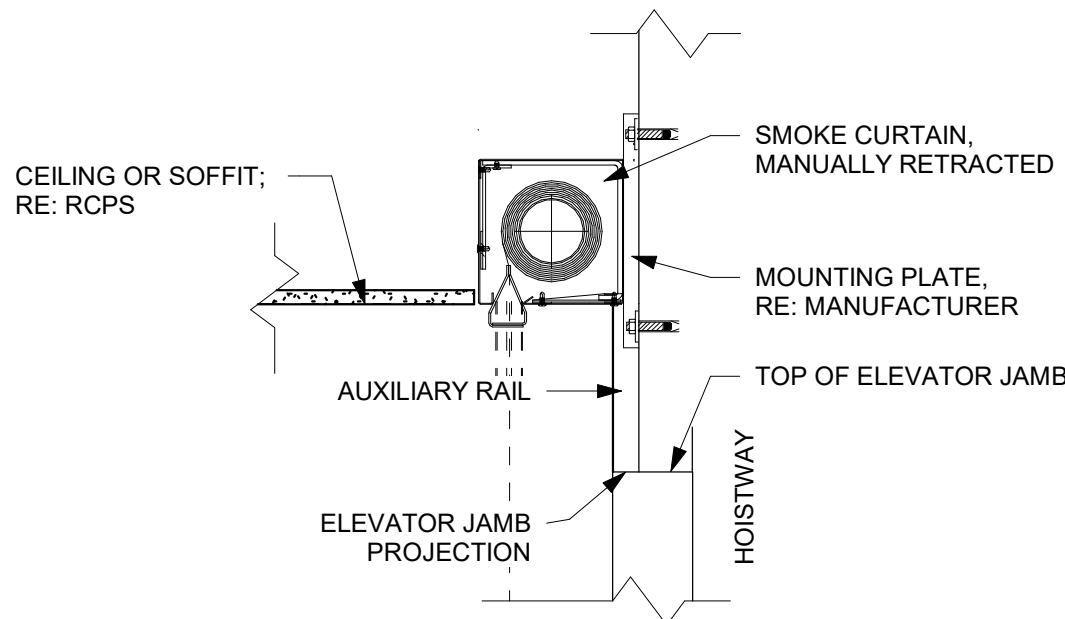 CEILING OR SOFFIT;
RE: RCPS
SMOKE CURTAIN,
MANUALLY RETRACTED
MOUNTING PLATE,
RE: MANUFACTURER
AUXILIARY RAIL
TOP OF ELEVATOR JAMB
ELEVATOR JAMB
PROJECTION
HOISTWAY